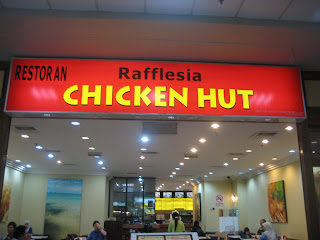 RESTORAN
Rafflesia
CHICKEN HUT